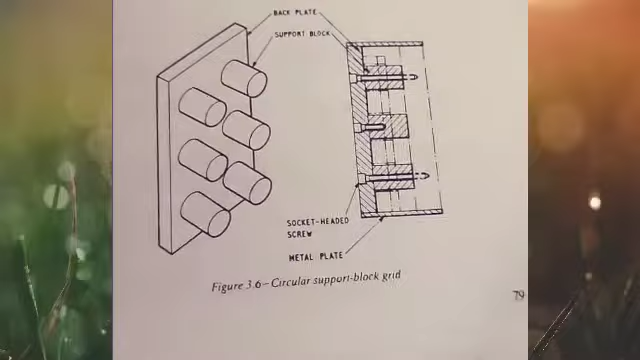 BACK PLATE
SUPPORT BLOCK
SOCKET-HEADED
SCREW
METAL PLATE
Figure 3.6–Circular support-block grid
79